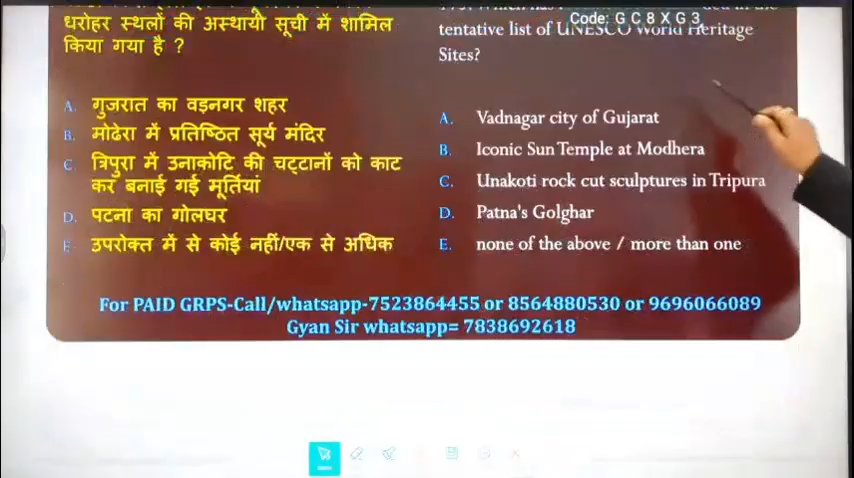 धरोहर स्थलों की अस्थायी सूची में शामिल
किया गया है ?
A. गुजरात का वड़नगर शहर
B. मोढेरा में प्रतिष्ठित सूर्य मंदिर
C त्रिपुरा में उनाकोटि की चट्टानों को काट
कर बनाई गई मूर्तियां
D. पटना का गोलघर
E. उपरोक्त में से कोई नहीं/एक से अधिक
Code: G C 8 X G 3
tentative list of UNESCO World Heritage
Sites?
A. Vadnagar city of Gujarat
B. Iconic Sun Temple at Modhera
C. Unakoti rock cut sculptures in Tripura
D. Patna's Golghar
E. none of the above / more than one
For PAID GRPS-Call/whatsapp-7523864455 or 8564880530 or 9696066089
Gyan Sir whatsapp= 7838692618